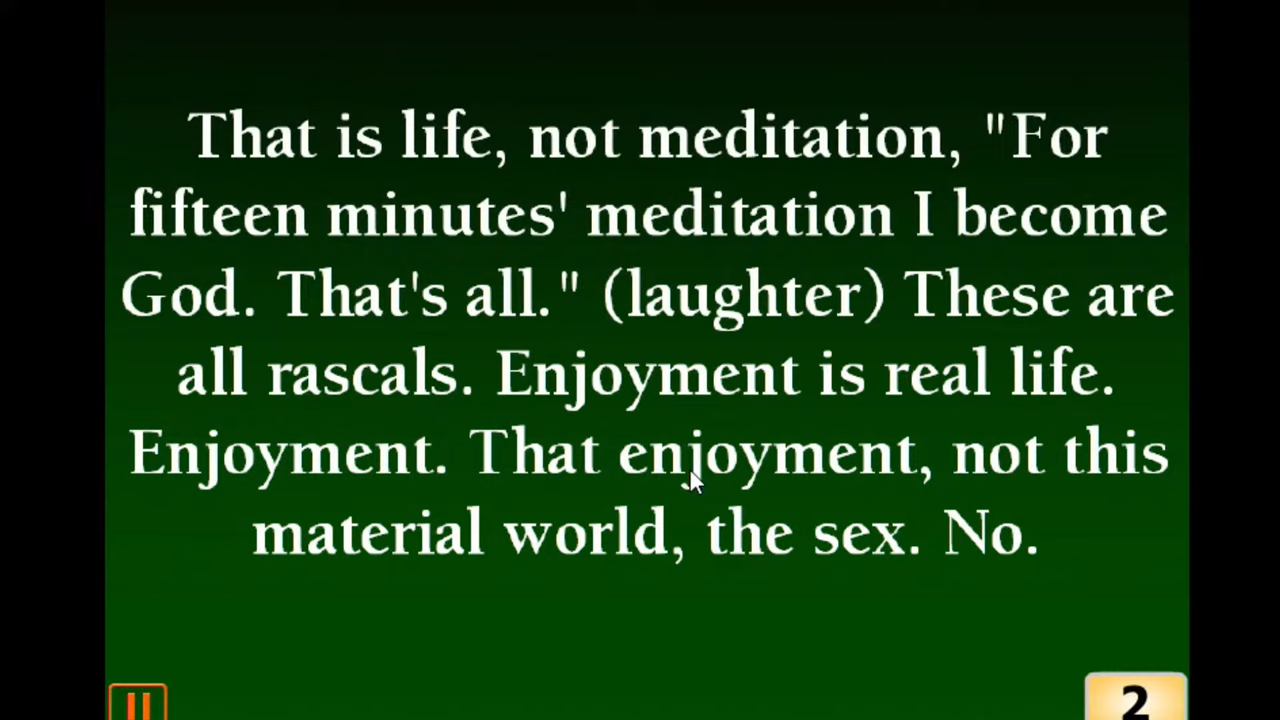 That is life, not meditation, "For
fifteen minutes' meditation I become
God. That's all." (laughter) These are
all rascals. Enjoyment is real life.
Enjoyment. That enjoyment, not this
material world, the sex. No.
2